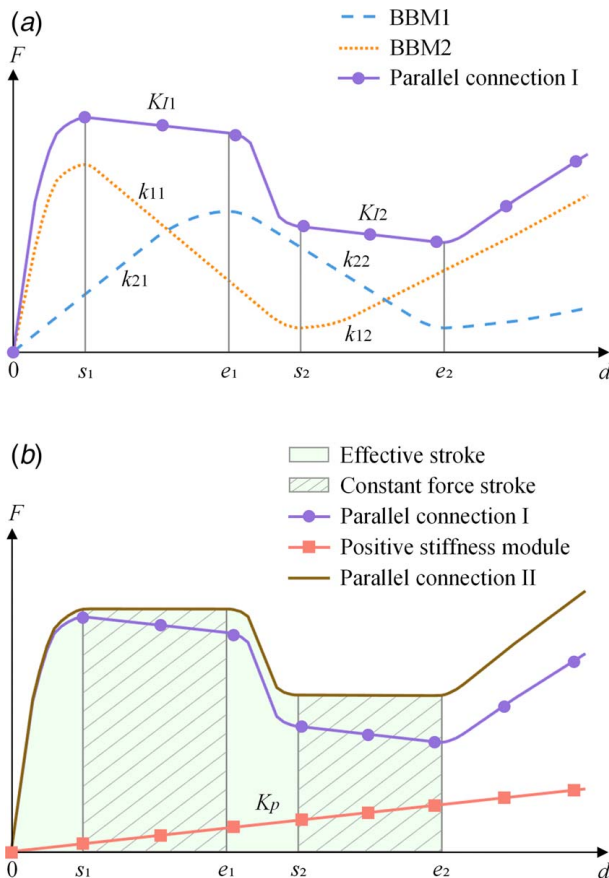 (a)
F
BBM1
BBM2
Parallel connection I
KI1
k11
k21
KI2
k22
k12
0 s1 e1 s2 e2 d
(b)
Effective stroke
Constant force stroke
F
Parallel connection I
Positive stiffness module
Parallel connection II
Kp
0 s1 e1 s2 e2 d